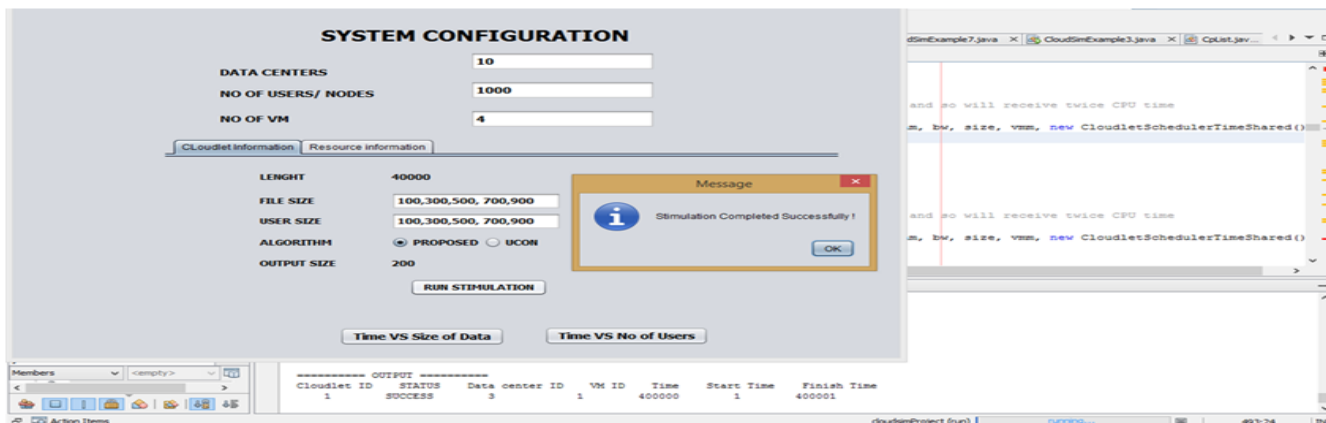 SYSTEM CONFIGURATION
DATA CENTERS 10
NO OF USERS/ NODES 1000
NO OF VM 4
CLoudlet Information Resource information
LENGHT 40000
FILE SIZE 100,300,500, 700,900
USER SIZE 100,300,500, 700,900
ALGORITHM PROPOSED UCON
OUTPUT SIZE 200
RUN STIMULATION
Time VS Size of Data Time VS No of Users
Message
Stimulation Completed Successfully !
OK
dSimExample7.java CloudSimExample3.java CpList.jav...
and so will receive twice CPU time
m, bw, size, vmm, new CloudletSchedulerTimeShared()
and so will receive twice CPU time
m, bw, size, vmm, new CloudletSchedulerTimeShared()
Members <empty>
========== OUTPUT ==========
Cloudlet ID STATUS Data center ID VM ID Time Start Time Finish Time
1 SUCCESS 3 1 400000 1 400001
Action Items
cloudsimProject (run) running... 493:24